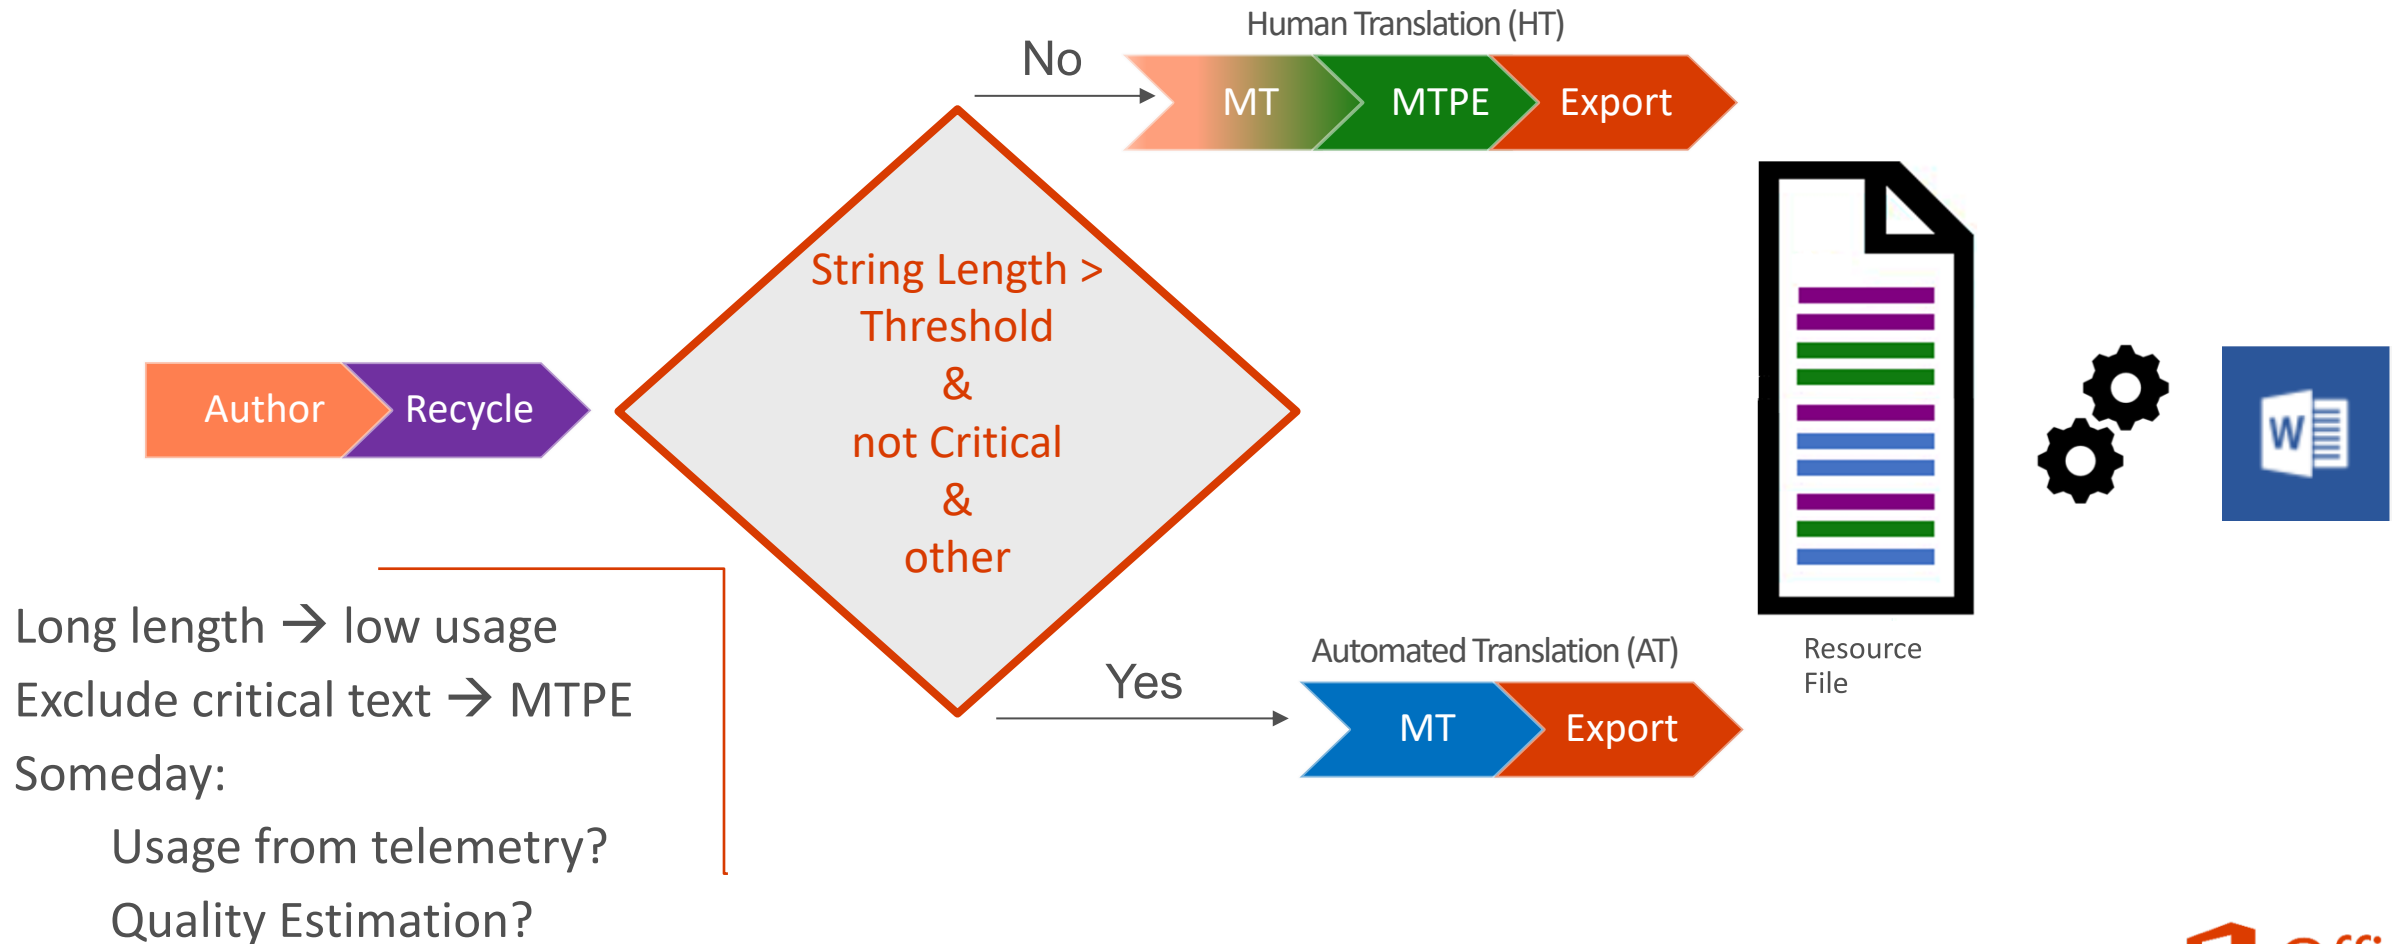 Human Translation (HT)
No
MT
MTPE
Export
String Length >
Threshold
&
not Critical
&
other
Author
Recycle
W
Long length → low usage
Exclude critical text → MTPE
Someday:
Usage from telemetry?
Quality Estimation?
Yes
Automated Translation (AT)
MT
Export
Resource
File